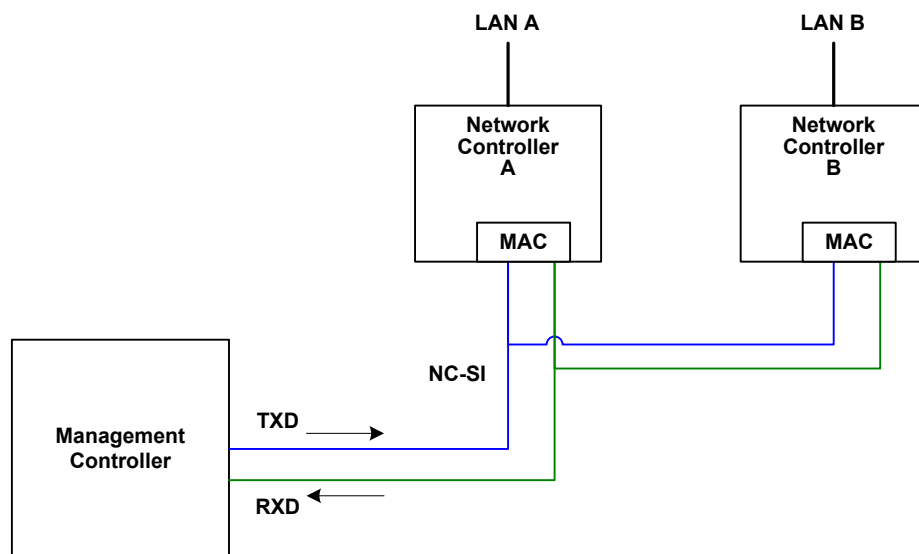 LAN A
LAN B
Network
Controller
A
Network
Controller
B
MAC
MAC
NC-SI
TXD
Management
Controller
RXD